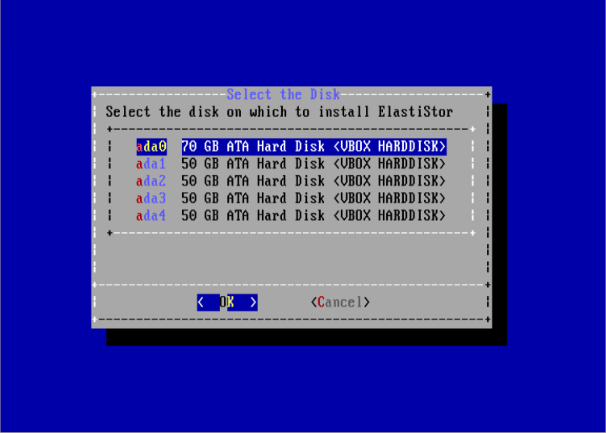 Select the Disk
Select the disk on which to install ElastiStor
ada0 70 GB ATA Hard Disk <VBOX HARDDISK>
ada1 50 GB ATA Hard Disk <VBOX HARDDISK>
ada2 50 GB ATA Hard Disk <VBOX HARDDISK>
ada3 50 GB ATA Hard Disk <VBOX HARDDISK>
ada4 50 GB ATA Hard Disk <VBOX HARDDISK>
< OK > <Cancel>